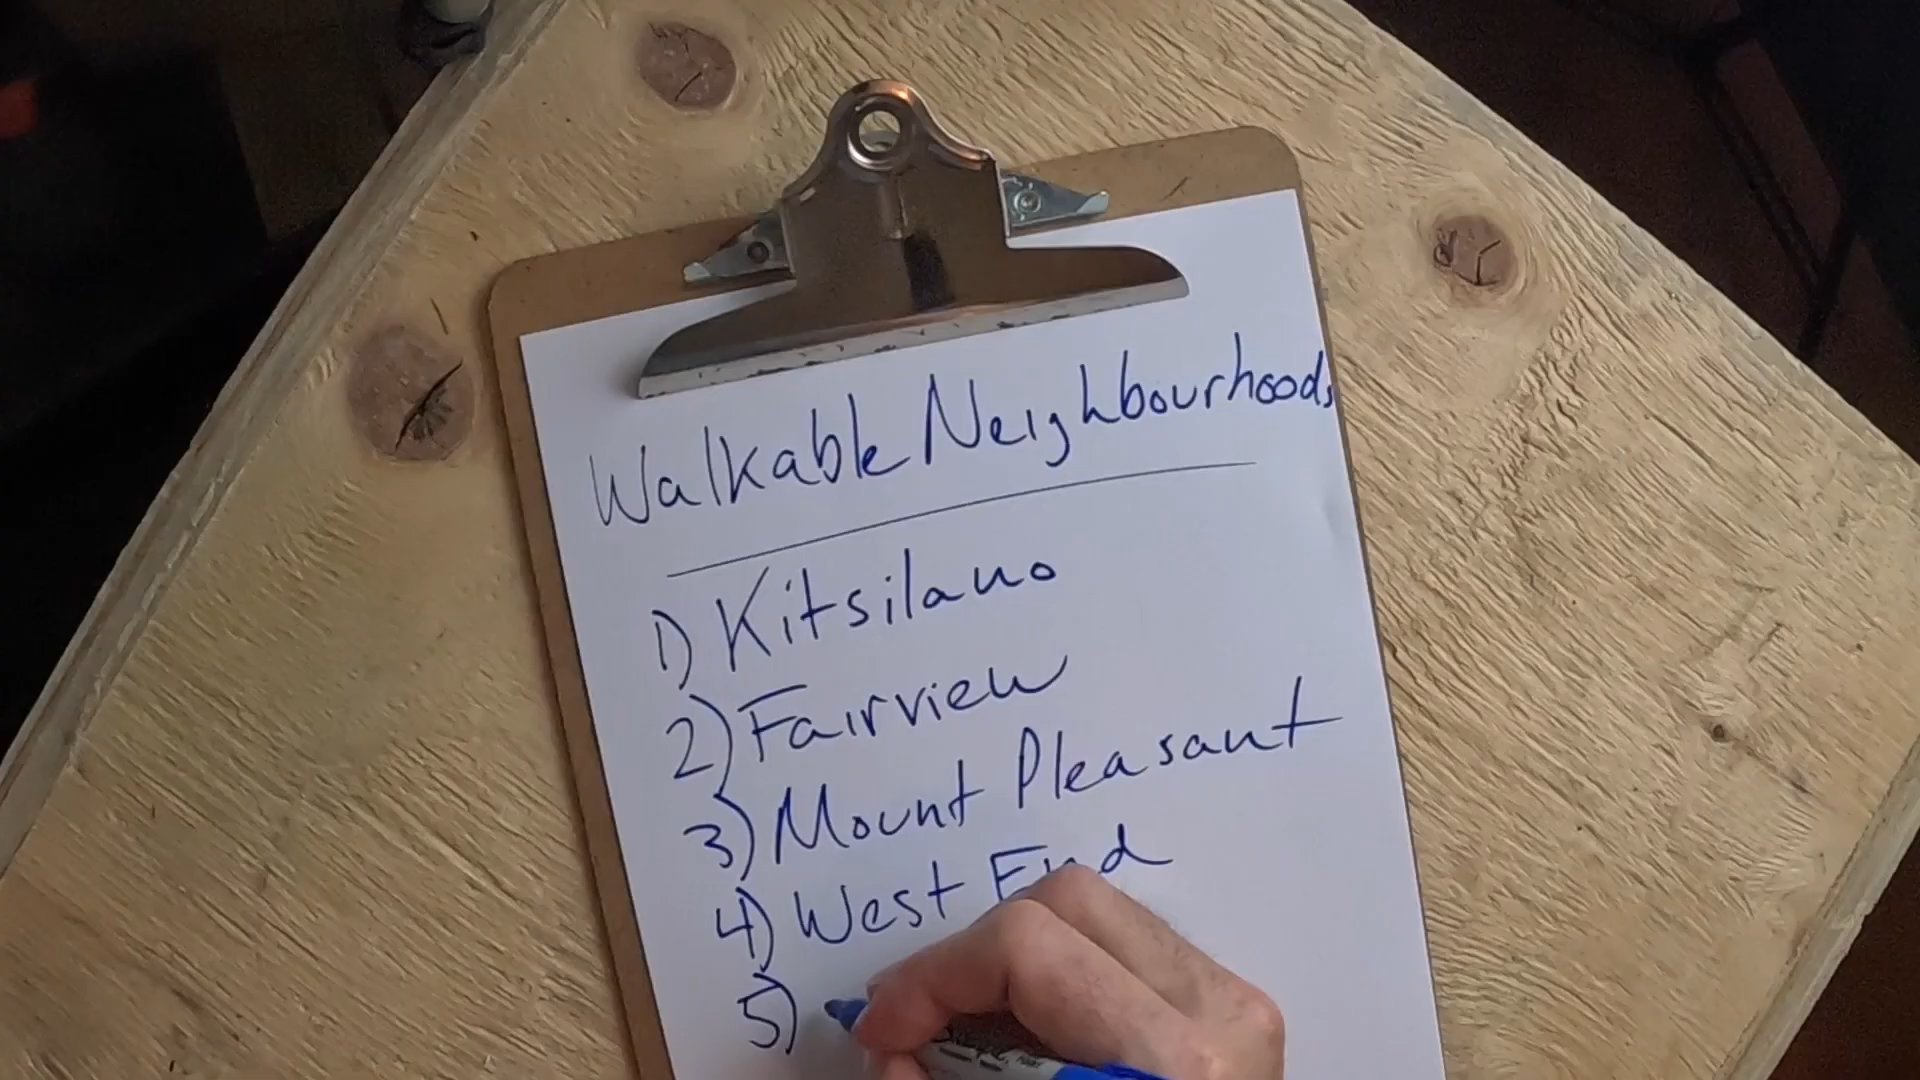 Walkable Neighbourhoods
1) Kitsilano
2) Fairview
3) Mount Pleasant
4) West End
5)